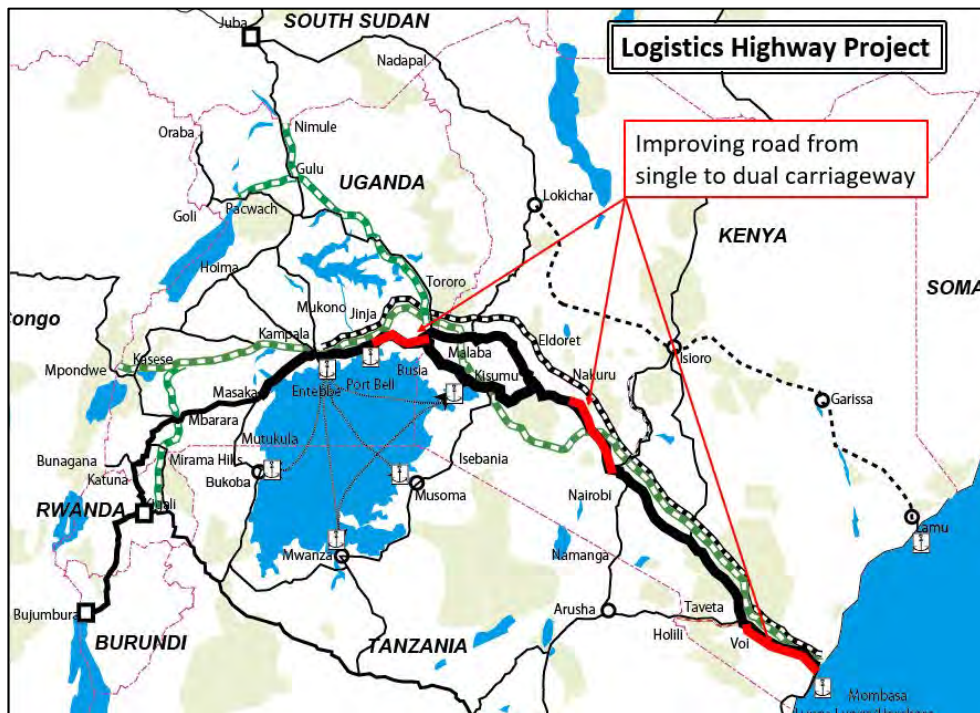 SOUTH SUDAN
Juba
Logistics Highway Project
Nadapal
Oraba
Nimule
Improving road from
single to dual carriageway
Gulu
UGANDA
Pacwach
Goli
Lokichar
KENYA
Hoima
Tororo
SOMA
Mukono
Jinja
ongo
Kampala
Eldoret
Isioro
Mpondwe
Kasese
Malaba
Nakuru
Busia
Port Bell
Kisumu
Entebbe
Masaka
Garissa
Mbarara
Mutukula
Bunagana
Mirama Hills
Isebania
Katuna
Bukoba
Musoma
Nairobi
RWANDA
Kigali
Lamu
Mwanza
Namanga
Bujumbura
Arusha
Taveta
BURUNDI
TANZANIA
Holili
Voi
Mombasa